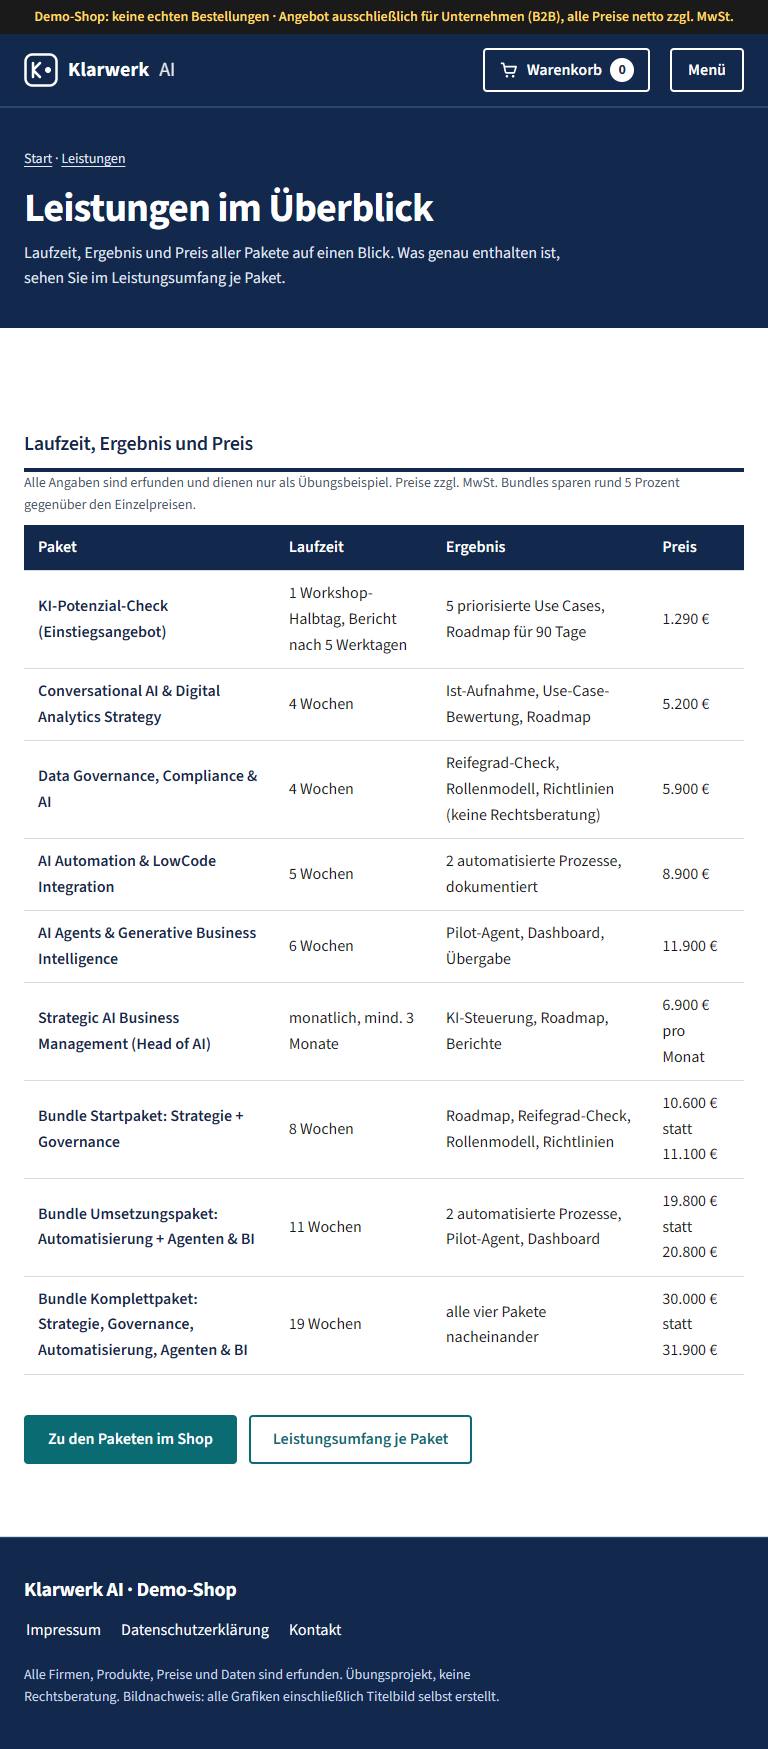 Demo-Shop: keine echten Bestellungen · Angebot ausschließlich für Unternehmen (B2B), alle Preise netto zzgl. MwSt.
K Klarwerk AI
Warenkorb 0
Menü
Start · Leistungen
Leistungen im Überblick
Laufzeit, Ergebnis und Preis aller Pakete auf einen Blick. Was genau enthalten ist,
sehen Sie im Leistungsumfang je Paket.
Laufzeit, Ergebnis und Preis
Alle Angaben sind erfunden und dienen nur als Übungsbeispiel. Preise zzgl. MwSt. Bundles sparen rund 5 Prozent
gegenüber den Einzelpreisen.
Paket Laufzeit Ergebnis Preis
KI-Potenzial-Check
(Einstiegsangebot)
1 Workshop-
Halbtag, Bericht
nach 5 Werktagen
5 priorisierte Use Cases,
Roadmap für 90 Tage
1.290 €
Conversational AI & Digital
Analytics Strategy
4 Wochen
Ist-Aufnahme, Use-Case-
Bewertung, Roadmap
5.200 €
Data Governance, Compliance &
AI
4 Wochen
Reifegrad-Check,
Rollenmodell, Richtlinien
(keine Rechtsberatung)
5.900 €
AI Automation & LowCode
Integration
5 Wochen
2 automatisierte Prozesse,
dokumentiert
8.900 €
AI Agents & Generative Business
Intelligence
6 Wochen
Pilot-Agent, Dashboard,
Übergabe
11.900 €
Strategic AI Business
Management (Head of AI)
monatlich, mind. 3
Monate
KI-Steuerung, Roadmap,
Berichte
6.900 €
pro
Monat
Bundle Startpaket: Strategie +
Governance
8 Wochen
Roadmap, Reifegrad-Check,
Rollenmodell, Richtlinien
10.600 €
statt
11.100 €
Bundle Umsetzungspaket:
Automatisierung + Agenten & BI
11 Wochen
2 automatisierte Prozesse,
Pilot-Agent, Dashboard
19.800 €
statt
20.800 €
Bundle Komplettpaket:
Strategie, Governance,
Automatisierung, Agenten & BI
19 Wochen
alle vier Pakete
nacheinander
30.000 €
statt
31.900 €
Zu den Paketen im Shop
Leistungsumfang je Paket
Klarwerk AI · Demo-Shop
Impressum Datenschutzerklärung Kontakt
Alle Firmen, Produkte, Preise und Daten sind erfunden. Übungsprojekt, keine
Rechtsberatung. Bildnachweis: alle Grafiken einschließlich Titelbild selbst erstellt.